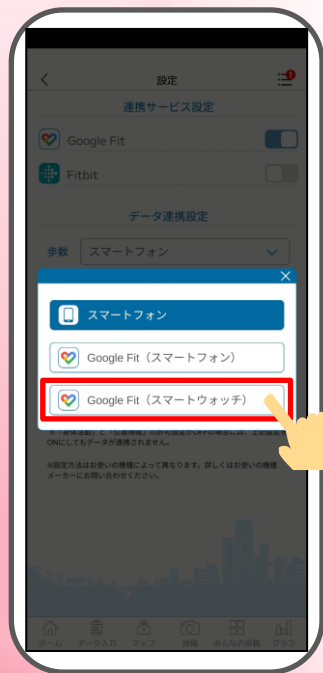 設定
1
連携サービス設定
Google Fit
Fitbit
データ連携設定
歩数 スマートフォン
スマートフォン
Google Fit（スマートフォン）
Google Fit（スマートウォッチ）
ONにしてもデータが連携されません。
※設定方法はお使いの機種によって異なります。詳しくはお使いの機種
メーカーにお問い合わせください。
ホーム データ入力 マップ 投稿 みんなの投稿 グラフ